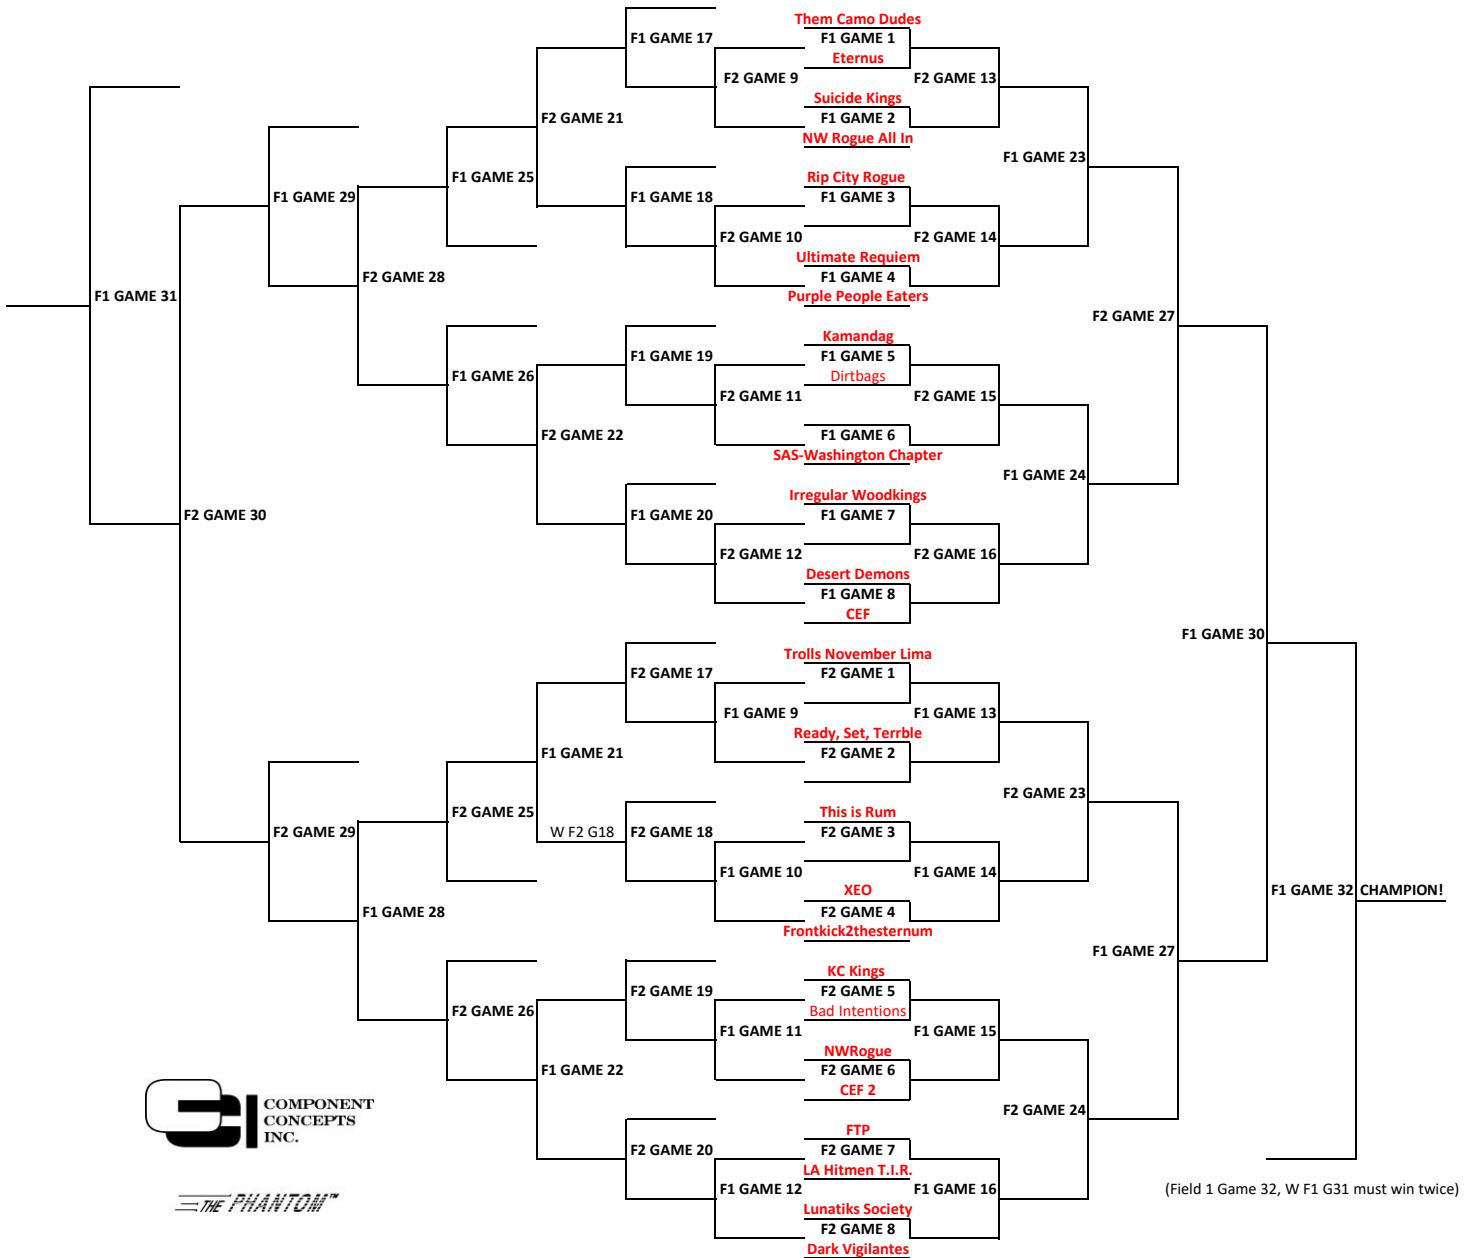 Them Camo Dudes
F1 GAME 17
F1 GAME 1
Eternus
F2 GAME 9
F2 GAME 13
Suicide Kings
F2 GAME 21
F1 GAME 2
NW Rogue All In
F1 GAME 23
F1 GAME 25
Rip City Rogue
F1 GAME 29
F1 GAME 18
F1 GAME 3
F2 GAME 10
F2 GAME 14
Ultimate Requiem
F2 GAME 28
F1 GAME 4
F1 GAME 31
Purple People Eaters
F2 GAME 27
Kamandag
F1 GAME 19
F1 GAME 5
F1 GAME 26
Dirtbags
F2 GAME 11
F2 GAME 15
F2 GAME 22
F1 GAME 6
SAS-Washington Chapter
F1 GAME 24
Irregular Woodkings
F2 GAME 30
F1 GAME 20
F1 GAME 7
F2 GAME 12
F2 GAME 16
Desert Demons
F1 GAME 8
CEF
F1 GAME 30
Trolls November Lima
F2 GAME 17
F2 GAME 1
F1 GAME 9
F1 GAME 13
Ready, Set, Terrble
F1 GAME 21
F2 GAME 2
F2 GAME 23
F2 GAME 25
This is Rum
F2 GAME 29
W F2 G18
F2 GAME 18
F2 GAME 3
F1 GAME 10
F1 GAME 14
XEO
F1 GAME 32
CHAMPION!
F1 GAME 28
F2 GAME 4
Frontkick2thesternum
F1 GAME 27
KC Kings
F2 GAME 19
F2 GAME 5
F2 GAME 26
Bad Intentions
F1 GAME 11
F1 GAME 15
NWRogue
F1 GAME 22
F2 GAME 6
CEF 2
CCI COMPONENT
CONCEPTS
INC.
F2 GAME 24
FTP
F2 GAME 20
F2 GAME 7
LA Hitmen T.I.R.
F1 GAME 12
F1 GAME 16
(Field 1 Game 32, W F1 G31 must win twice)
THE PHANTOM™
Lunatiks Society
F2 GAME 8
Dark Vigilantes